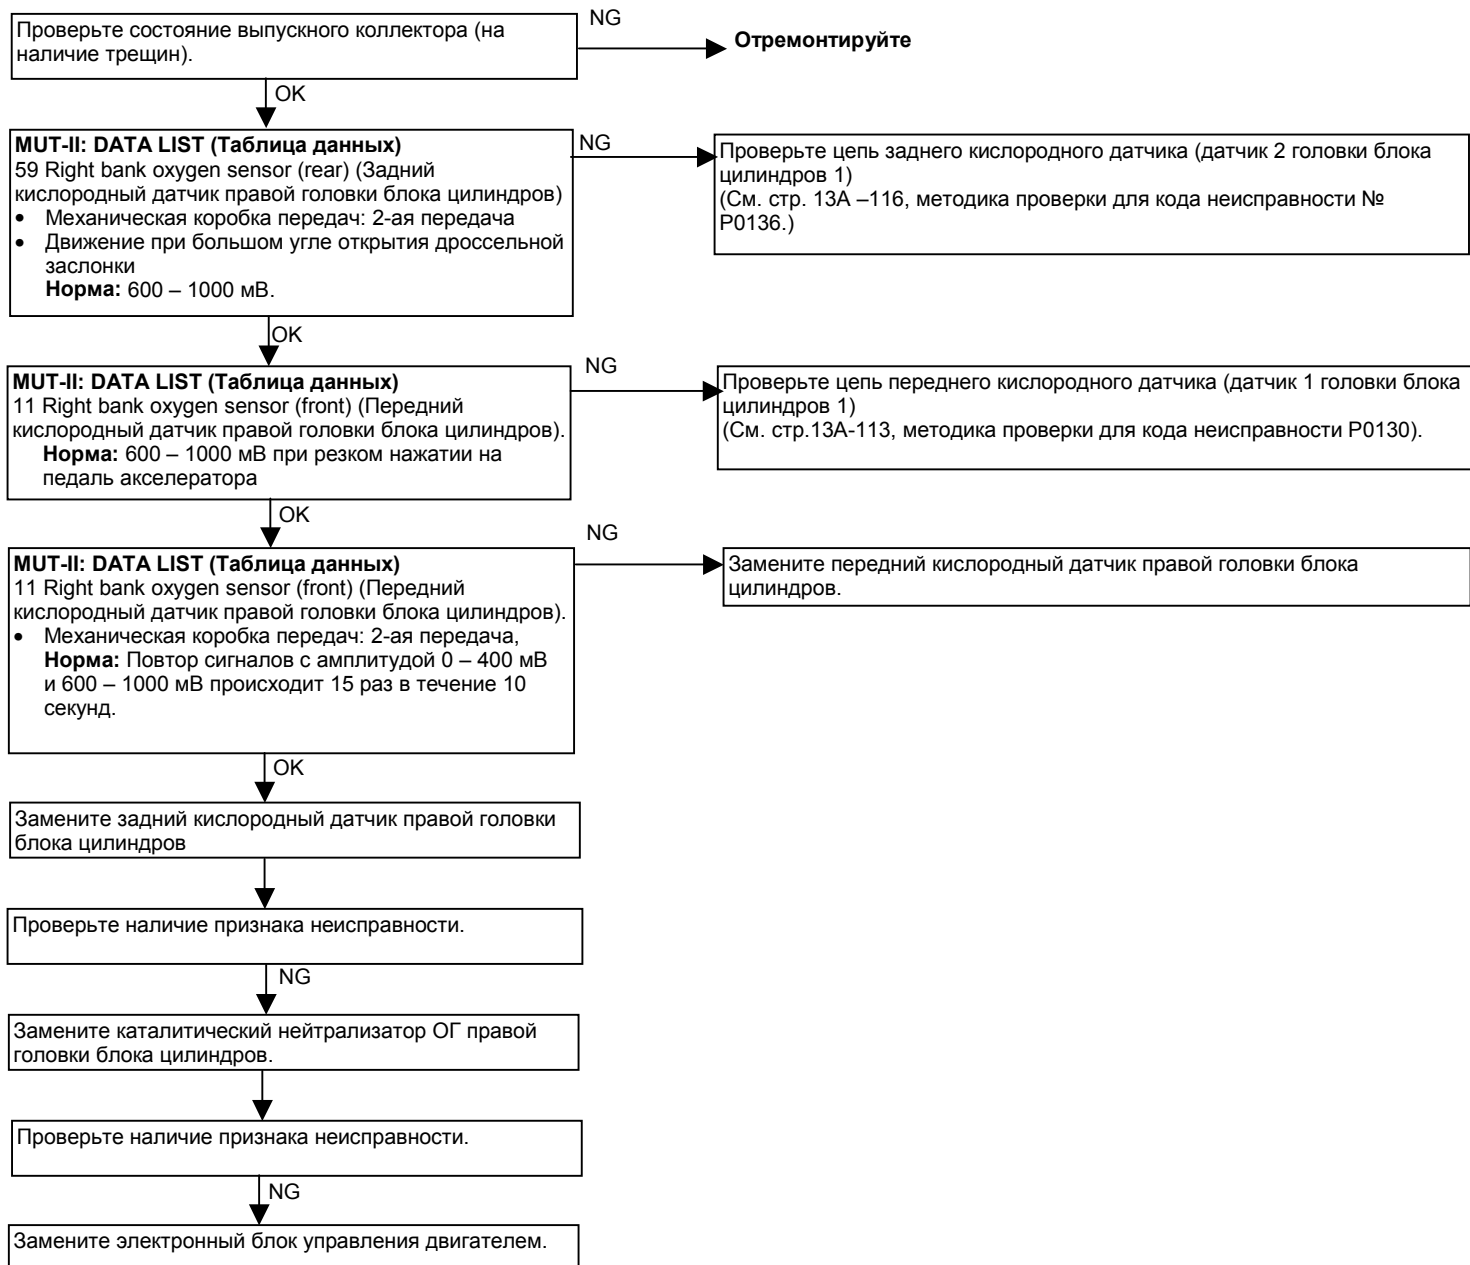 Проверьте состояние выпускного коллектора (на
наличие трещин).
NG
Отремонтируйте
OK
MUT-II: DATA LIST (Таблица данных)
59 Right bank oxygen sensor (rear) (Задний
кислородный датчик правой головки блока цилиндров)
• Механическая коробка передач: 2-ая передача
• Движение при большом угле открытия дроссельной
заслонки
Норма: 600 – 1000 мВ.
NG
Проверьте цепь заднего кислородного датчика (датчик 2 головки блока
цилиндров 1)
(См. стр. 13А –116, методика проверки для кода неисправности №
P0136.)
OK
MUT-II: DATA LIST (Таблица данных)
11 Right bank oxygen sensor (front) (Передний
кислородный датчик правой головки блока цилиндров).
Норма: 600 – 1000 мВ при резком нажатии на
педаль акселератора
NG
Проверьте цепь переднего кислородного датчика (датчик 1 головки блока
цилиндров 1)
(См. стр.13А-113, методика проверки для кода неисправности P0130).
OK
MUT-II: DATA LIST (Таблица данных)
11 Right bank oxygen sensor (front) (Передний
кислородный датчик правой головки блока цилиндров).
• Механическая коробка передач: 2-ая передача,
Норма: Повтор сигналов с амплитудой 0 – 400 мВ
и 600 – 1000 мВ происходит 15 раз в течение 10
секунд.
NG
Замените передний кислородный датчик правой головки блока
цилиндров.
OK
Замените задний кислородный датчик правой головки
блока цилиндров
Проверьте наличие признака неисправности.
NG
Замените каталитический нейтрализатор ОГ правой
головки блока цилиндров.
Проверьте наличие признака неисправности.
NG
Замените электронный блок управления двигателем.